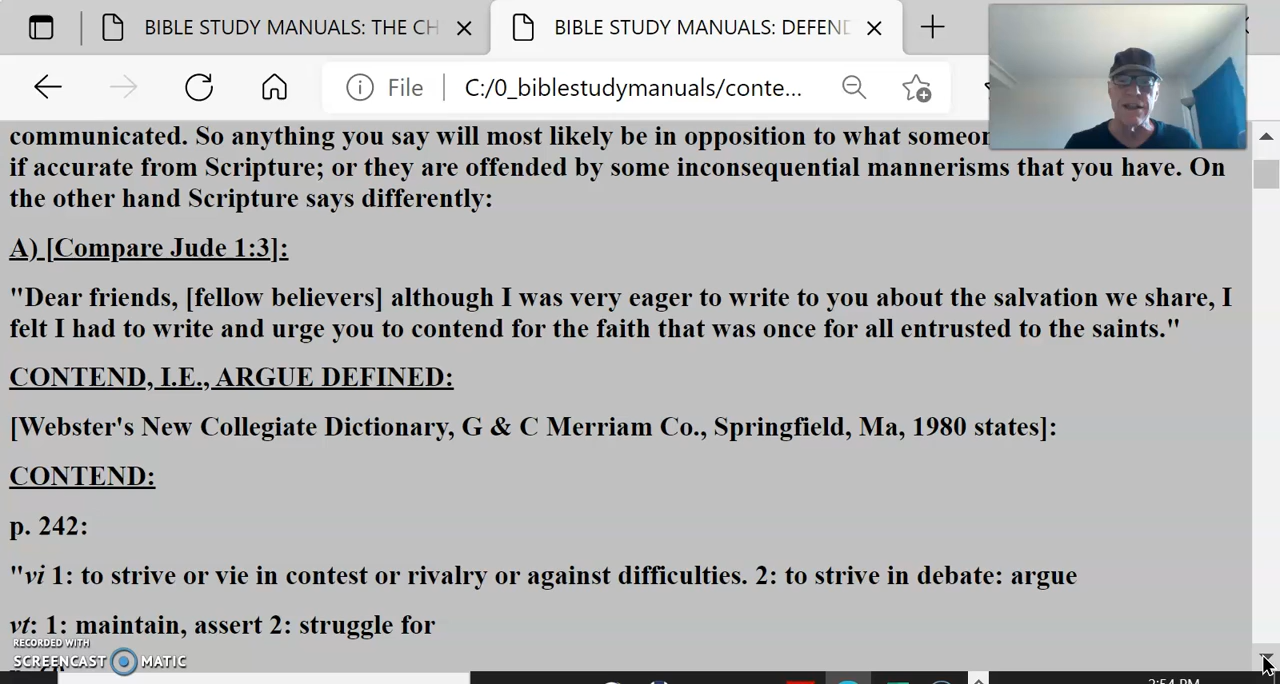 BIBLE STUDY MANUALS: THE CH
BIBLE STUDY MANUALS: DEFEND
File
C:/0_biblestudymanuals/conte...
communicated. So anything you say will most likely be in opposition to what
if accurate from Scripture; or they are offended by some inconsequential mannerisms that you have. On
the other hand Scripture says differently:
A) [Compare Jude 1:3]:
"Dear friends, [fellow believers] although I was very eager to write to you about the salvation we share, I
felt I had to write and urge you to contend for the faith that was once for all entrusted to the saints."
CONTEND, I.E., ARGUE DEFINED:
[Webster's New Collegiate Dictionary, G & C Merriam Co., Springfield, Ma, 1980 states]:
CONTEND:
p. 242:
"vi 1: to strive or vie in contest or rivalry or against difficulties. 2: to strive in debate: argue
vt: 1: maintain, assert 2: struggle for
RECORDED WITH
SCREENCAST MATIC
2:54 PM